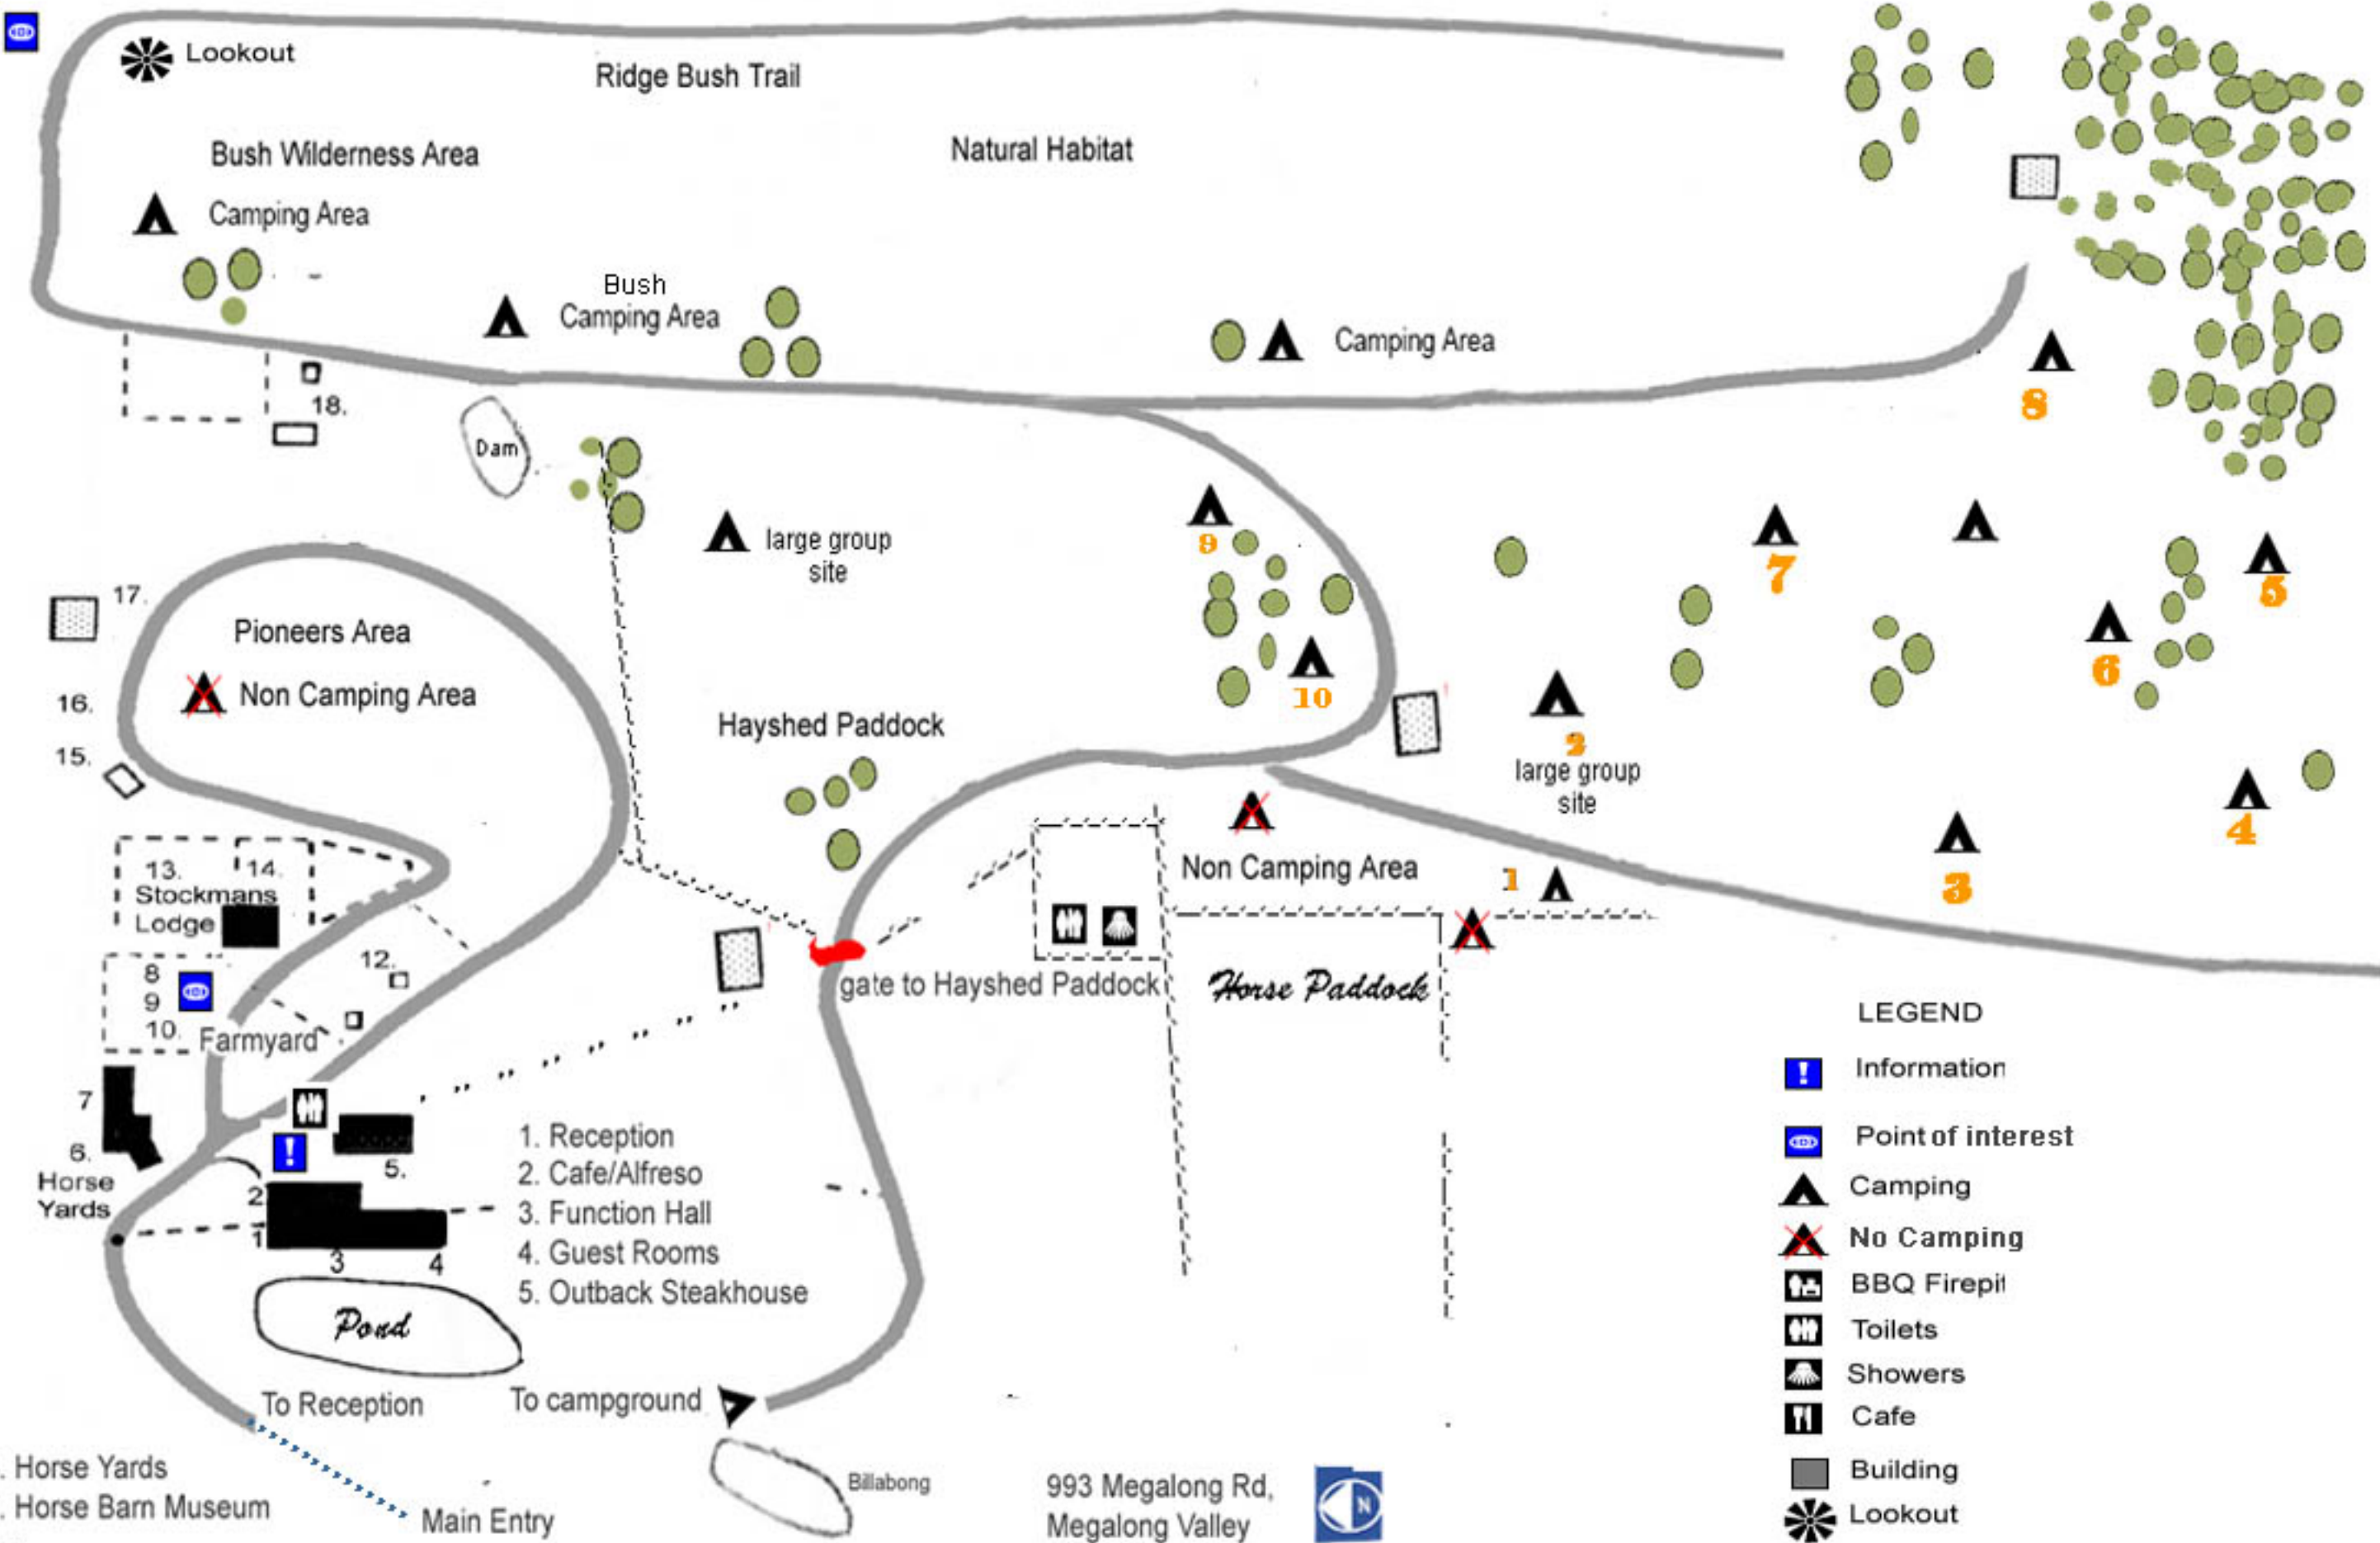 Lookout
Ridge Bush Trail
Natural Habitat
Bush Wilderness Area
Camping Area
Bush
Camping Area
Camping Area
8
18.
Dam
large group
site
9
10
7
5
6
17.
Pioneers Area
16.
Non Camping Area
15.
Hayshed Paddock
2
large group
site
4
3
1
Non Camping Area
13.
14.
Stockmans
Lodge
12.
8
9
10.
Farmyard
gate to Hayshed Paddock
Horse Paddock
7
6.
Horse
Yards
5.
2
1
3
4
1. Reception
2. Cafe/Alfreso
3. Function Hall
4. Guest Rooms
5. Outback Steakhouse
Pond
To Reception
To campground
. Horse Yards
. Horse Barn Museum
Main Entry
Billabong
993 Megalong Rd,
Megalong Valley
N
LEGEND
! Information
Point of interest
Camping
No Camping
BBQ Firepit
Toilets
Showers
Cafe
Building
Lookout